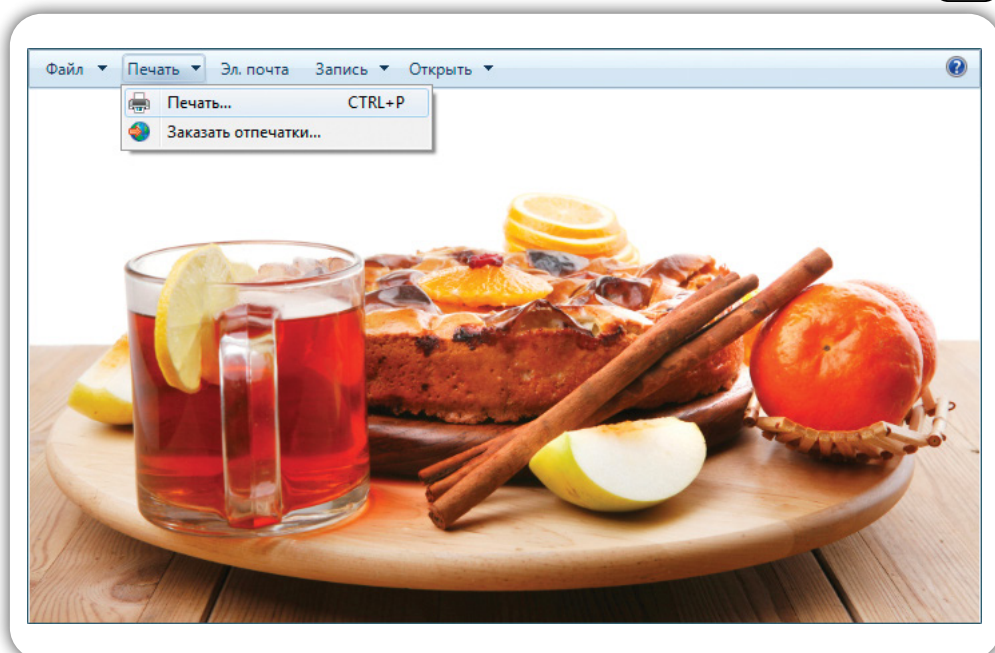 Файл Печать Эл. почта Запись Открыть
Печать... CTRL+P
Заказать отпечатки...